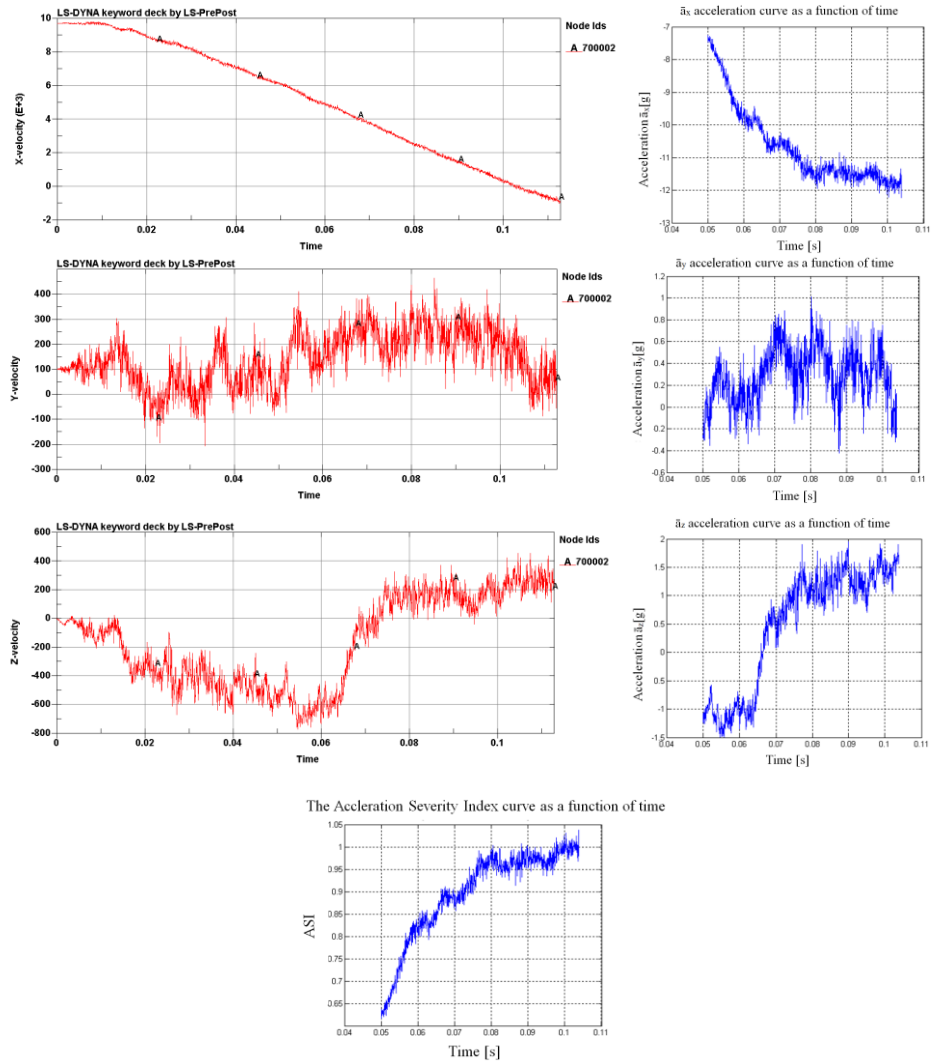 LS-DYNA keyword deck by LS-PrePost
Node Ids
A 700002
X-velocity (E+3)
10
8
6
4
2
0
-2
A
A
A
A
A
0
0.02
0.04
0.06
0.08
0.1
Time
āx acceleration curve as a function of time
Acceleration āx[g]
-7
-8
-9
-10
-11
-12
-13
0.04
0.05
0.06
0.07
0.08
0.09
0.1
0.11
Time [s]
LS-DYNA keyword deck by LS-PrePost
Node Ids
A 700002
Y-velocity
400
300
200
100
0
-100
-200
-300
A
A
A
A
A
0
0.02
0.04
0.06
0.08
0.1
Time
āy acceleration curve as a function of time
Acceleration āy[g]
1.2
1
0.8
0.6
0.4
0.2
0
-0.2
-0.4
-0.6
0.04
0.05
0.06
0.07
0.08
0.09
0.1
0.11
Time [s]
LS-DYNA keyword deck by LS-PrePost
Node Ids
A 700002
Z-velocity
600
400
200
0
-200
-400
-600
-800
A
A
A
A
A
0
0.02
0.04
0.06
0.08
0.1
Time
āz acceleration curve as a function of time
Acceleration āz[g]
2
1.5
1
0.5
0
-0.5
-1
-1.5
0.04
0.05
0.06
0.07
0.08
0.09
0.1
0.11
Time [s]
The Accleration Severity Index curve as a function of time
ASI
1.05
1
0.95
0.9
0.85
0.8
0.75
0.7
0.65
0.04
0.05
0.06
0.07
0.08
0.09
0.1
0.11
Time [s]